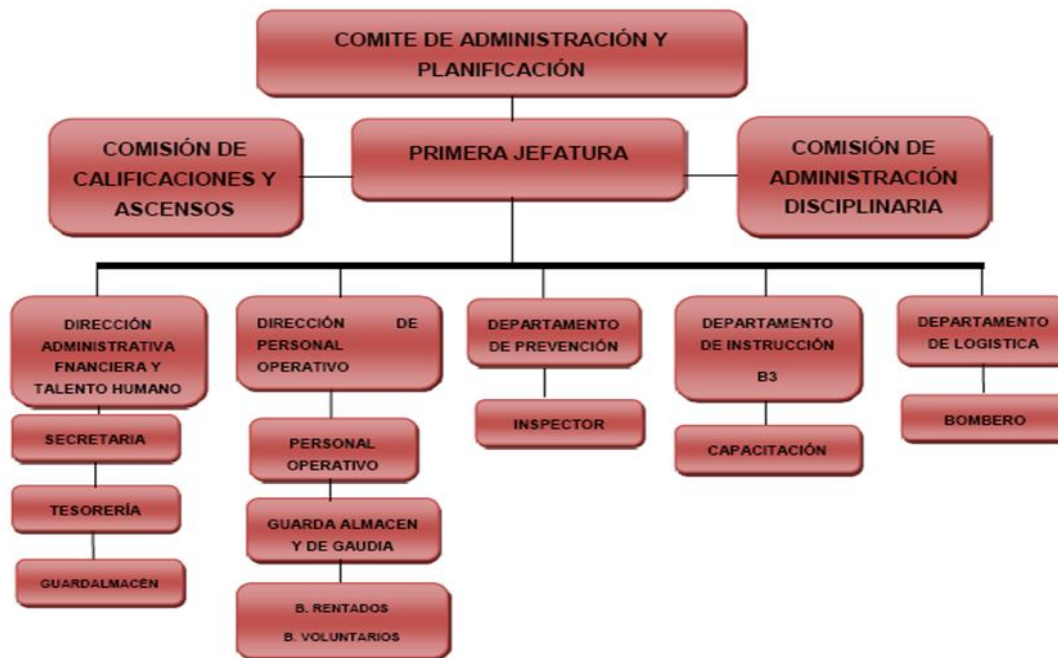 COMITE DE ADMINISTRACIÓN Y
PLANIFICACIÓN
COMISIÓN DE
CALIFICACIONES Y
ASCENSOS
PRIMERA JEFATURA
COMISIÓN DE
ADMINISTRACIÓN
DISCIPLINARIA
DIRECCIÓN
ADMINISTRATIVA
FNANCIERA Y
TALENTO HUMANO
SECRETARIA
TESORERÍA
GUARDALMACÉN
DIRECCIÓN DE
PERSONAL
OPERATIVO
PERSONAL
OPERATIVO
GUARDA ALMACEN
Y DE GAUDIA
B. RENTADOS
B. VOLUNTARIOS
DEPARTAMENTO
DE PREVENCIÓN
INSPECTOR
DEPARTAMENTO
DE INSTRUCCIÓN
B3
CAPACITACIÓN
DEPARTAMENTO
DE LOGISTICA
BOMBERO